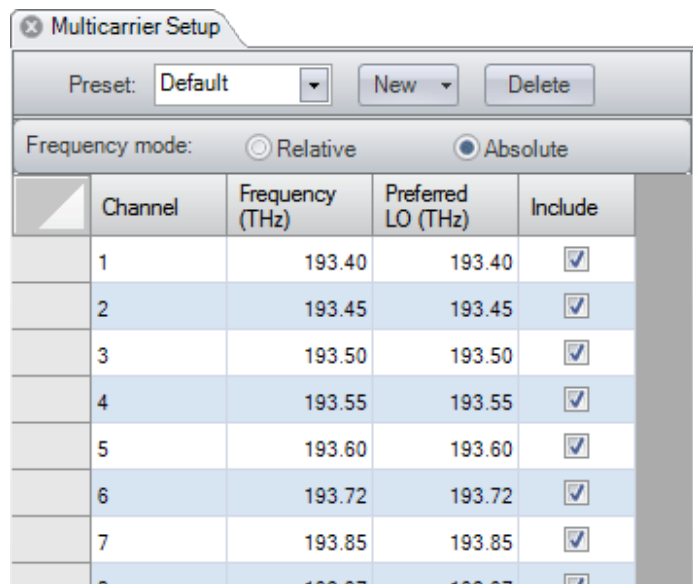 Multicarrier Setup
Preset: Default New Delete
Frequency mode: Relative Absolute
Channel Frequency (THz) Preferred LO (THz) Include
1 193.40 193.40
2 193.45 193.45
3 193.50 193.50
4 193.55 193.55
5 193.60 193.60
6 193.72 193.72
7 193.85 193.85